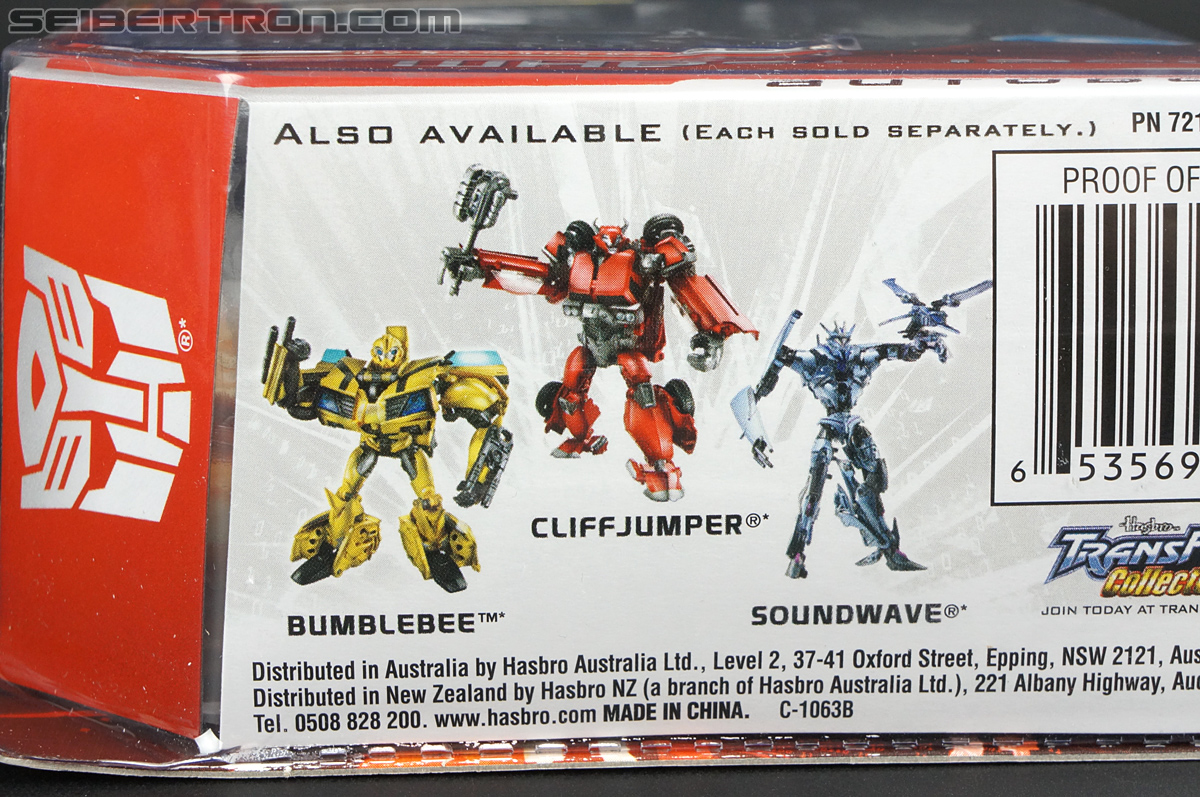 SEIBERTRON.COM
ALSO AVAILABLE (EACH SOLD SEPARATELY.)
PN 721
PROOF OF
6 53569
BUMBLEBEE™*
CLIFFJUMPER®*
SOUNDWAVE®*
®*
Hasbro
TRANSF
Collect
JOIN TODAY AT TRAN
Distributed in Australia by Hasbro Australia Ltd., Level 2, 37-41 Oxford Street, Epping, NSW 2121, Aus
Distributed in New Zealand by Hasbro NZ (a branch of Hasbro Australia Ltd.), 221 Albany Highway, Auc
Tel. 0508 828 200. www.hasbro.com MADE IN CHINA. C-1063B